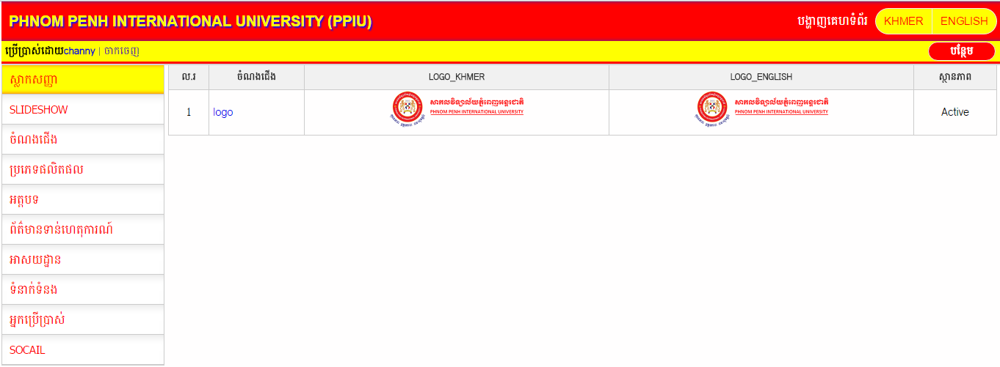 PHNOM PENH INTERNATIONAL UNIVERSITY (PPIU)
បង្ហាញគេហទំព័រ KHMER ENGLISH
ប្រើប្រាស់ដោយchanny | ចាកចេញ
បន្ថែម
ស្លាកសញ្ញា
SLIDESHOW
ចំណងជើង
ប្រភេទផលិតផល
អត្ថបទ
ព័ត៌មានទាន់ហេតុការណ៍
អាសយដ្ឋាន
ទំនាក់ទំនង
អ្នកប្រើប្រាស់
SOCAIL
ល.រ ចំណងជើង LOGO_KHMER LOGO_ENGLISH ស្ថានភាព
1 logo
សាកលវិទ្យាល័យភ្នំពេញអន្តរជាតិ
PHNOM PENH INTERNATIONAL UNIVERSITY
សាកលវិទ្យាល័យភ្នំពេញអន្តរជាតិ
PHNOM PENH INTERNATIONAL UNIVERSITY
Active